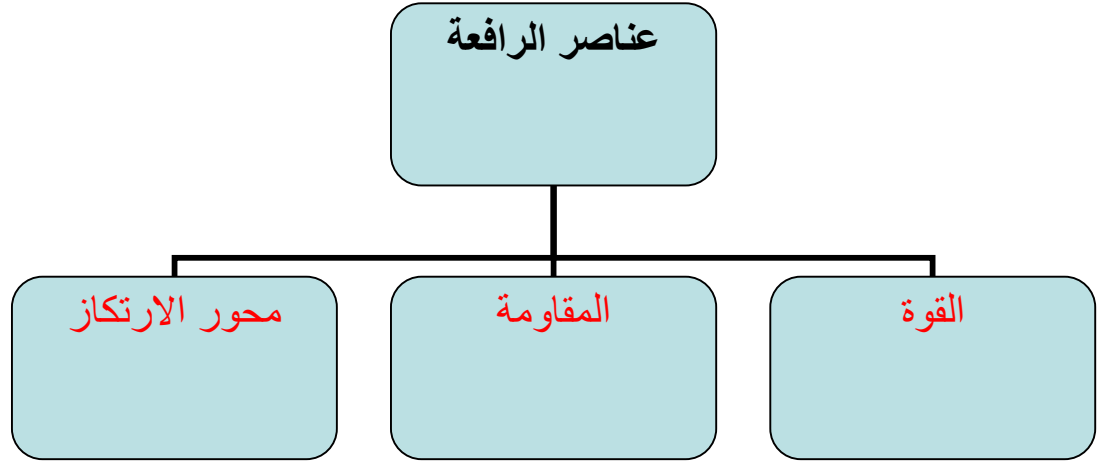 عناصر الرافعة
القوة
المقاومة
محور الارتكاز